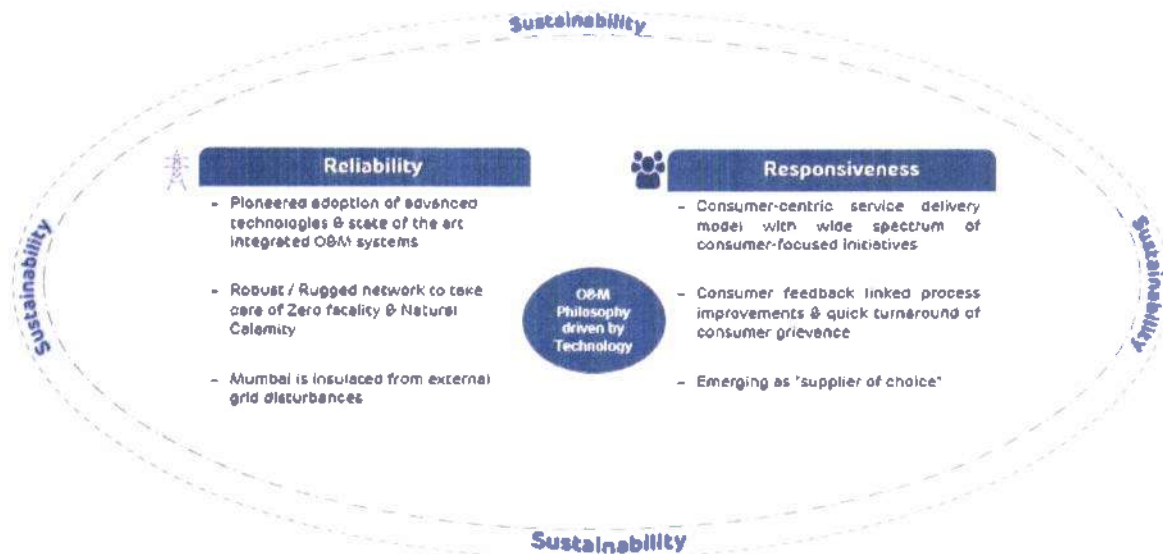 Sustainability
Reliability
- Pioneered adoption of advanced
technologies & state of the art
integrated O&M systems
- Robust / Rugged network to take
care of Zero fatality & Natural
Calamity
- Mumbai is insulated from external
grid disturbances
O&M
Philosophy
driven by
Technology
Responsiveness
- Consumer-centric service delivery
model with wide spectrum of
consumer-focused initiatives
- Consumer feedback linked process
improvements & quick turnaround of
consumer grievance
- Emerging as "supplier of choice"
Sustainability
Sustainability
Sustainability